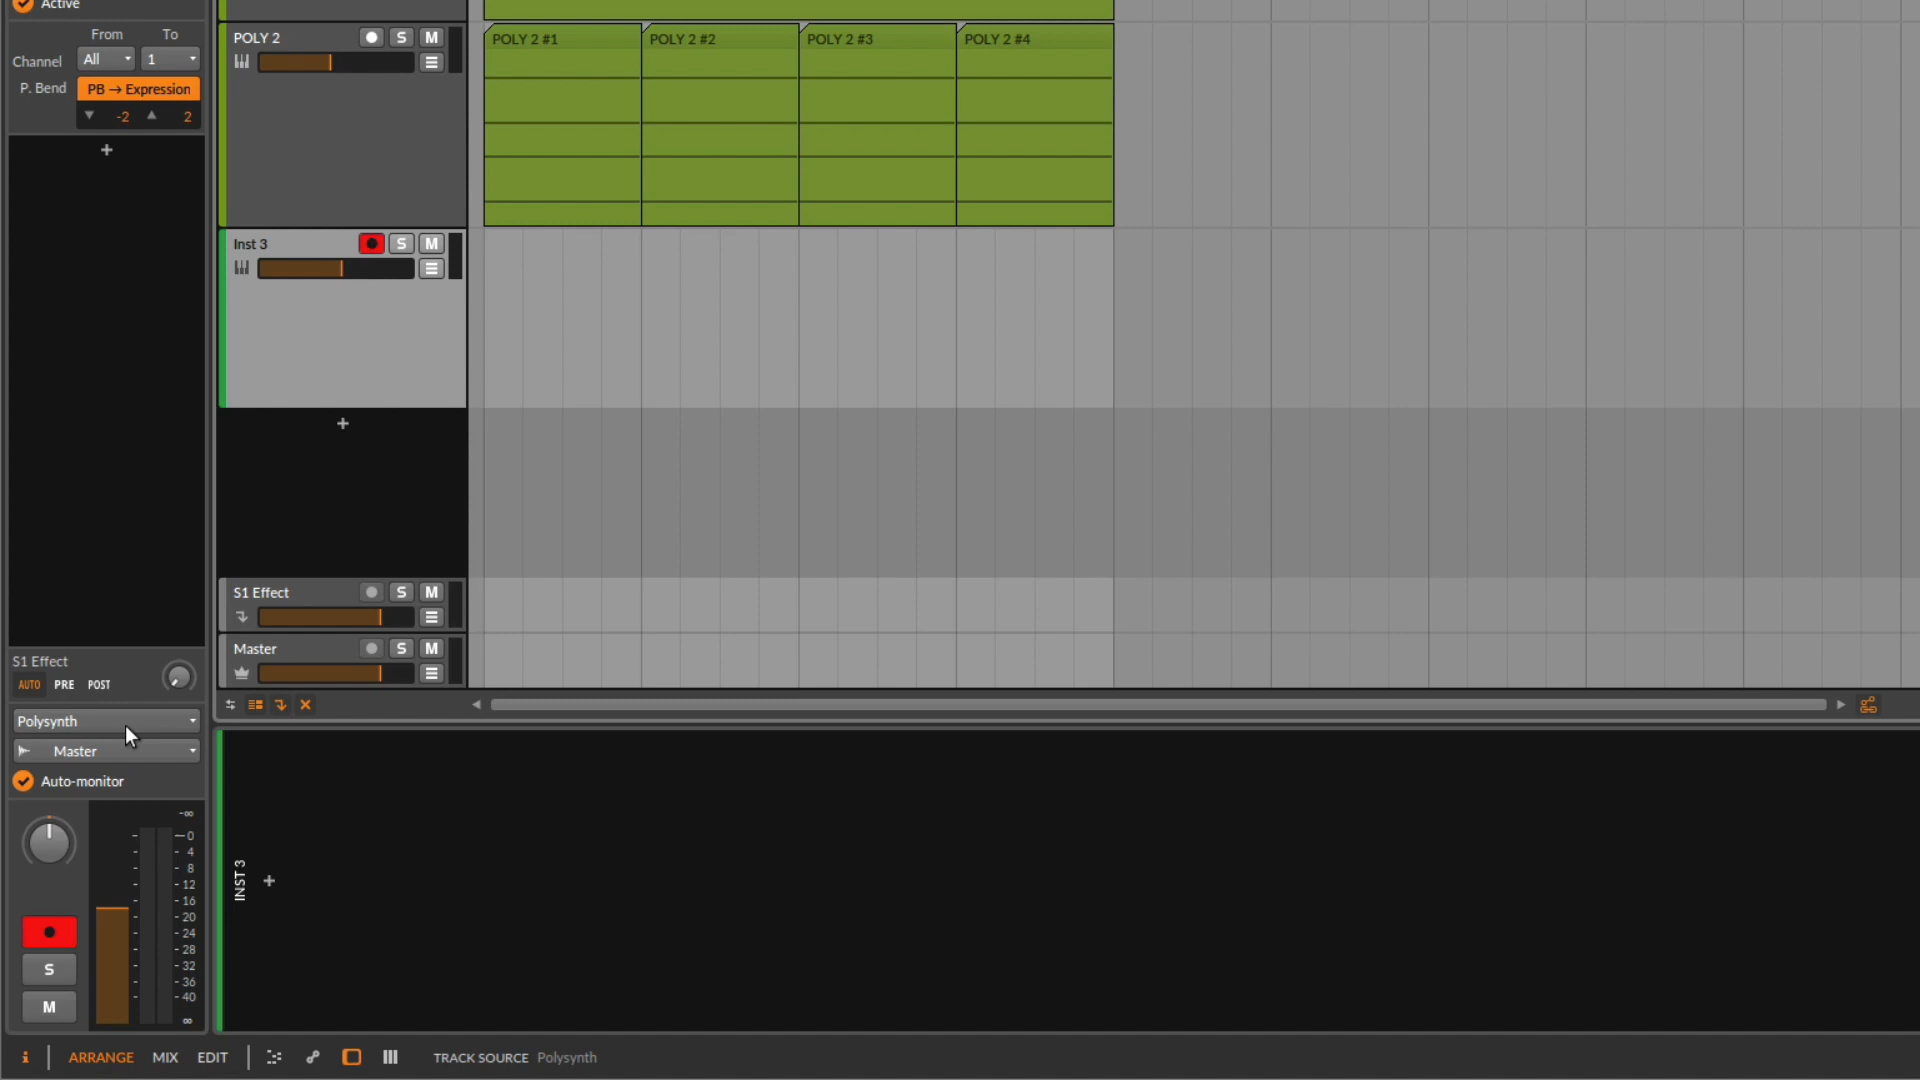 Active
From To
Channel All 1
P. Bend PB → Expression
-2 2
POLY 2 S M
POLY 2 #1 POLY 2 #2 POLY 2 #3 POLY 2 #4
Inst 3 S M
S1 Effect S M
Master S M
S1 Effect
AUTO PRE POST
Polysynth
Master
Auto-monitor
-∞
0
4
8
12
16
20
24
28
32
36
40
∞
S
M
INST 3
i ARRANGE MIX EDIT TRACK SOURCE Polysynth